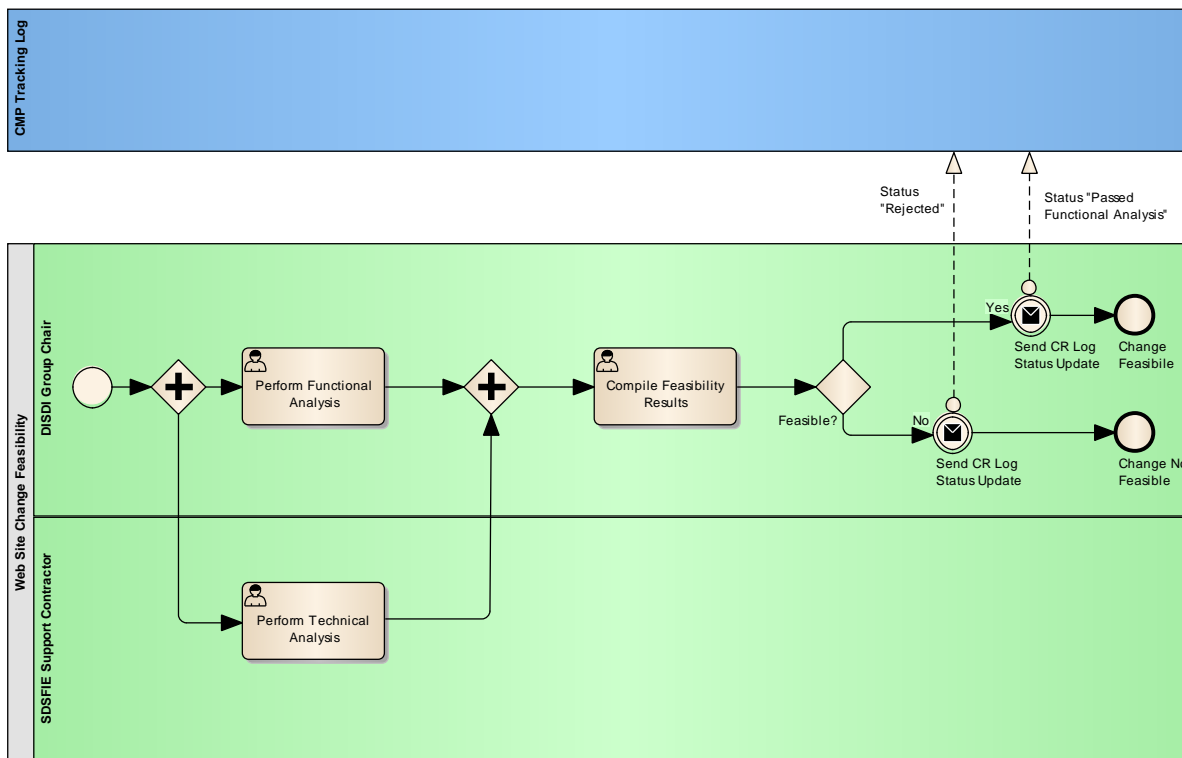 CMP Tracking Log
Status
"Rejected"
Status "Passed
Functional Analysis"
Web Site Change Feasibility
DISDI Group Chair
Perform Functional
Analysis
Compile Feasibility
Results
Feasible?
Yes
Send CR Log
Status Update
Change
Feasibile
No
Send CR Log
Status Update
Change No
Feasible
SDSFIE Support Contractor
Perform Technical
Analysis